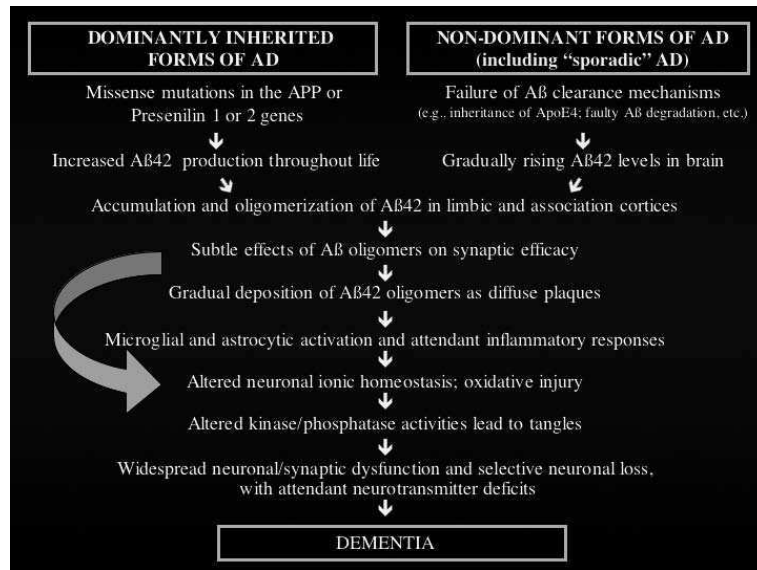 DOMINANTLY INHERITED
FORMS OF AD
Missense mutations in the APP or
Presenilin 1 or 2 genes
Increased Aß42 production throughout life
NON-DOMINANT FORMS OF AD
(including “sporadic” AD)
Failure of Aß clearance mechanisms
(e.g., inheritance of ApoE4; faulty Aß degradation, etc.)
Gradually rising Aß42 levels in brain
Accumulation and oligomerization of Aß42 in limbic and association cortices
Subtle effects of Aß oligomers on synaptic efficacy
Gradual deposition of Aß42 oligomers as diffuse plaques
Microglial and astrocytic activation and attendant inflammatory responses
Altered neuronal ionic homeostasis; oxidative injury
Altered kinase/phosphatase activities lead to tangles
Widespread neuronal/synaptic dysfunction and selective neuronal loss,
with attendant neurotransmitter deficits
DEMENTIA